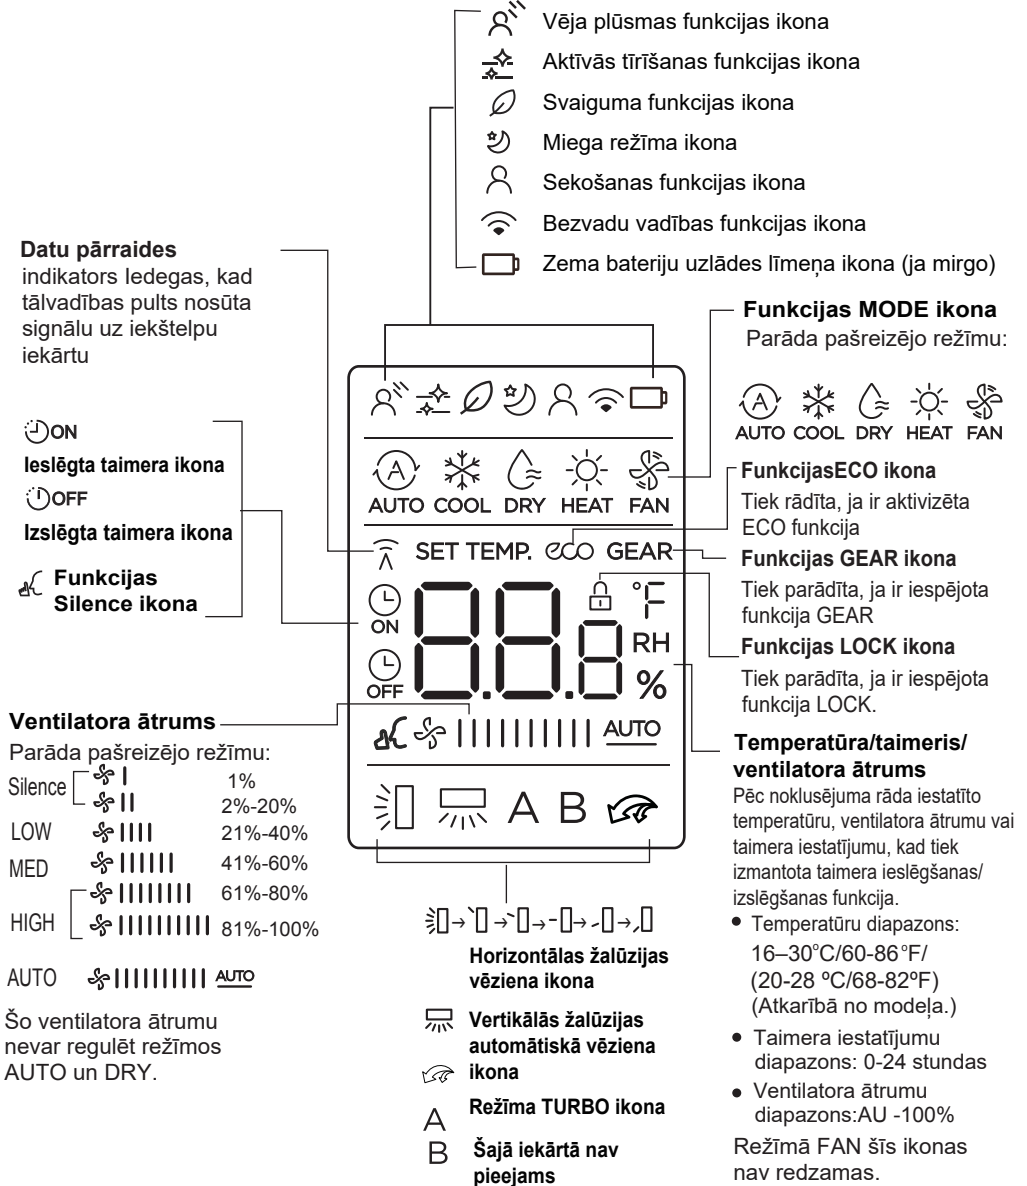 Vēja plūsmas funkcijas ikona
Aktīvās tīrīšanas funkcijas ikona
Svaiguma funkcijas ikona
Miega režīma ikona
Sekošanas funkcijas ikona
Bezvadu vadības funkcijas ikona
Zema bateriju uzlādes līmeņa ikona (ja mirgo)
Datu pārraides
indikators Iedegas, kad
tālvadības pults nosūta
signālu uz iekštelpu
iekārtu
ON
Ieslēgta taimera ikona
OFF
Izslēgta taimera ikona
Funkcijas
Silence ikona
Ventilatora ātrums
Parāda pašreizējo režīmu:
Silence
1%
2%-20%
LOW 21%-40%
MED 41%-60%
HIGH
61%-80%
81%-100%
AUTO AUTO
Šo ventilatora ātrumu
nevar regulēt režīmos
AUTO un DRY.
A
AUTO COOL DRY HEAT FAN
SET TEMP. eco GEAR
ON
OFF
88.8
°F
RH
%
AUTO
A B
Horizontālas žalūzijas
vēziena ikona
Vertikālās žalūzijas
automātiskā vēziena
ikona
Režīma TURBO ikona
A
B Šajā iekārtā nav
pieejams
Funkcijas MODE ikona
Parāda pašreizējo režīmu:
A
AUTO COOL DRY HEAT FAN
FunkcijasECO ikona
Tiek rādīta, ja ir aktivizēta
ECO funkcija
Funkcijas GEAR ikona
Tiek parādīta, ja ir iespējota
funkcija GEAR
Funkcijas LOCK ikona
Tiek parādīta, ja ir iespējota
funkcija LOCK.
Temperatūra/taimeris/
ventilatora ātrums
Pēc noklusējuma rāda iestatīto
temperatūru, ventilatora ātrumu vai
taimera iestatījumu, kad tiek
izmantota taimera ieslēgšanas/
izslēgšanas funkcija.
• Temperatūru diapazons:
16–30°C/60-86°F/
(20-28 ºC/68-82ºF)
(Atkarībā no modeļa.)
• Taimera iestatījumu
diapazons: 0-24 stundas
• Ventilatora ātrumu
diapazons:AU -100%
Režīmā FAN šīs ikonas
nav redzamas.